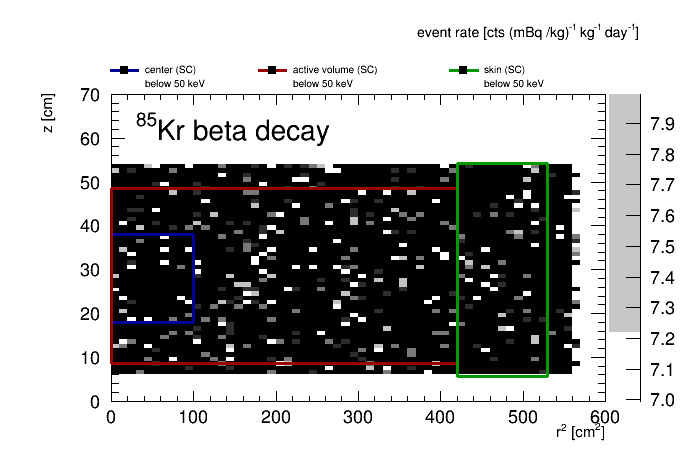 event rate [cts (mBq /kg)⁻¹ kg⁻¹ day⁻¹]
center (SC) active volume (SC) skin (SC)
below 50 keV below 50 keV below 50 keV
z [cm]
⁸⁵Kr beta decay
70
60
50
40
30
20
10
0
0 100 200 300 400 500 600
r² [cm²]
7.9
7.8
7.7
7.6
7.5
7.4
7.3
7.2
7.1
7.0